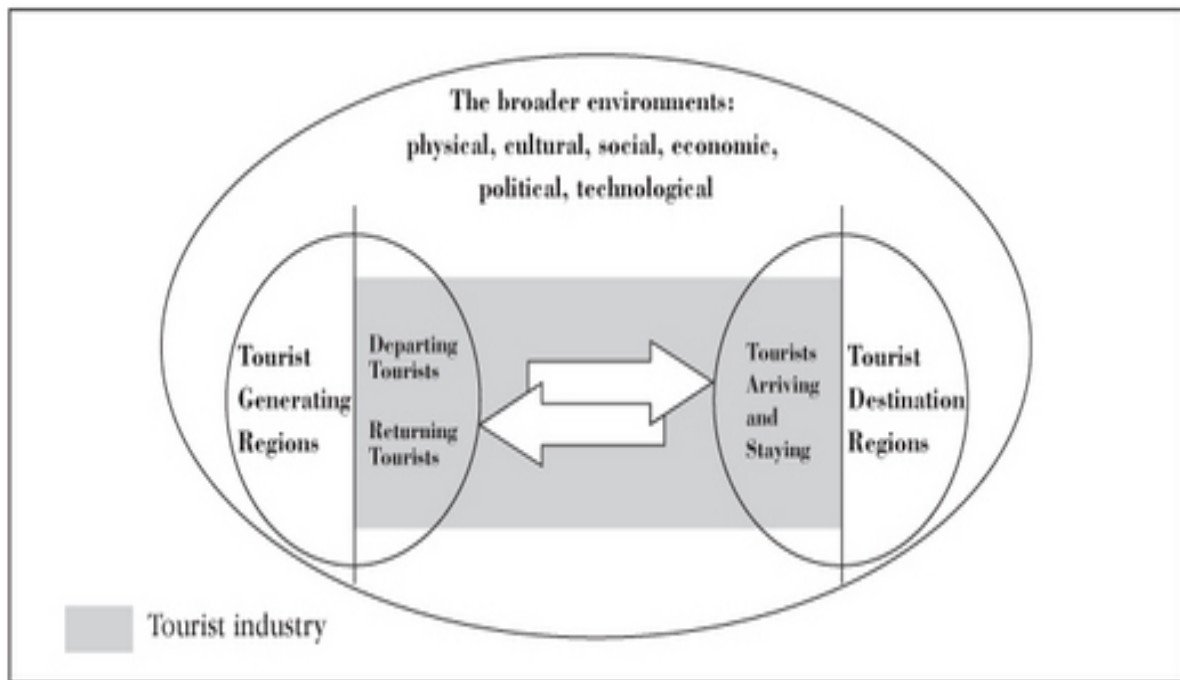 The broader environments:
physical, cultural, social, economic,
political, technological
Tourist
Generating
Regions
Departing
Tourists
Returning
Tourists
Tourists
Arriving
and
Staying
Tourist
Destination
Regions
Tourist industry